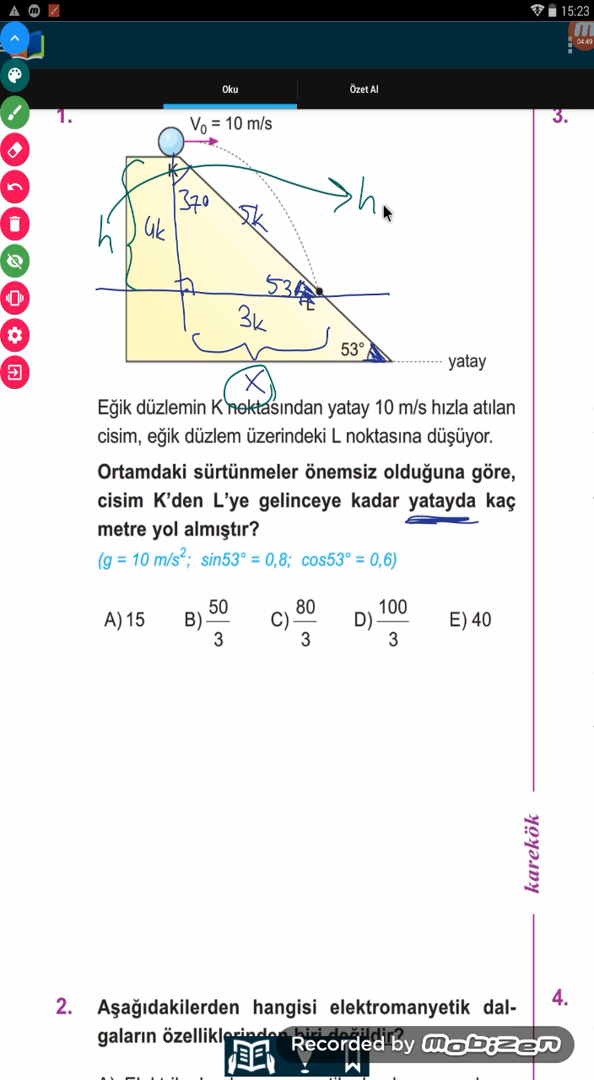 15:23
04:49
Oku
Özet Al
1.
3.
V₀ = 10 m/s
K
37°
h
h
4k
5k
53°
L
3k
53°
yatay
x
Eğik düzlemin K noktasından yatay 10 m/s hızla atılan
cisim, eğik düzlem üzerindeki L noktasına düşüyor.
Ortamdaki sürtünmeler önemsiz olduğuna göre,
cisim K'den L'ye gelinceye kadar yatayda kaç
metre yol almıştır?
(g = 10 m/s²; sin53° = 0,8; cos53° = 0,6)
A) 15 B) 50/3 C) 80/3 D) 100/3 E) 40
karekök
2. Aşağıdakilerden hangisi elektromanyetik dal-
4.
galaların özelliklerinden biri değildir?
Recorded by mobizen